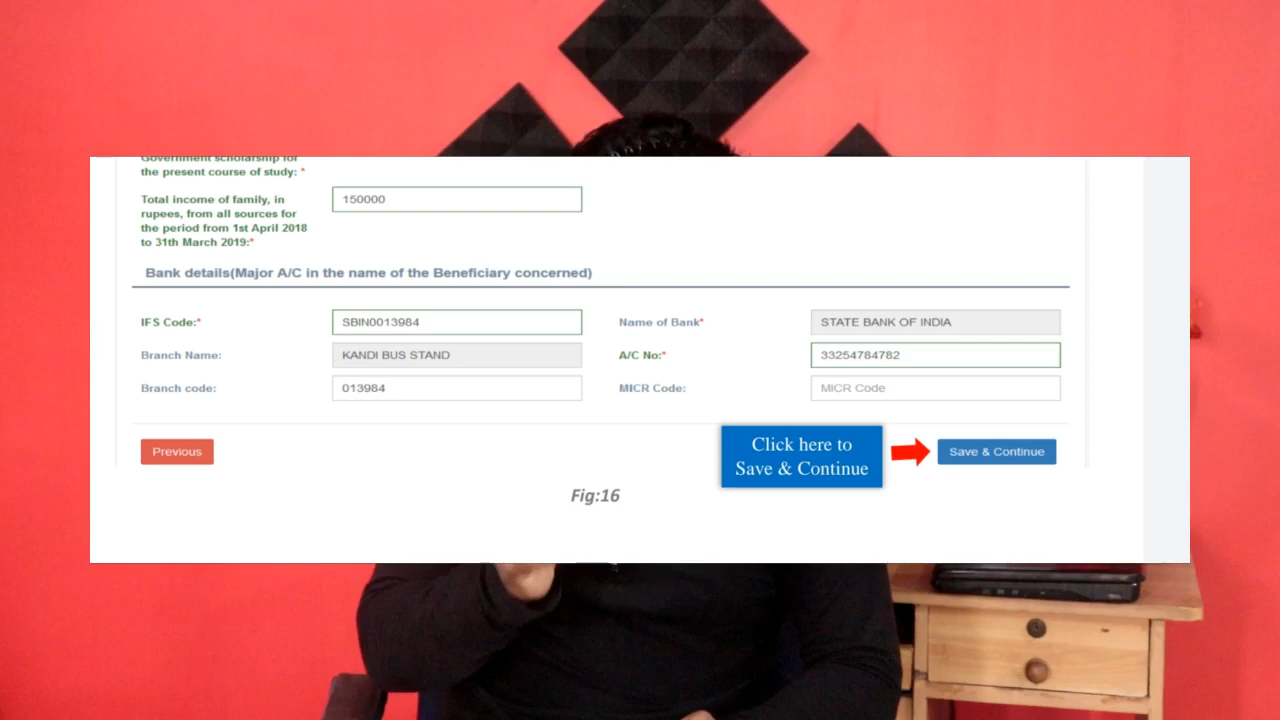 Government scholarship for
the present course of study: *
Total income of family, in
rupees, from all sources for
the period from 1st April 2018
to 31th March 2019:*
150000
Bank details(Major A/C in the name of the Beneficiary concerned)
IFS Code:*
SBIN0013984
Name of Bank*
STATE BANK OF INDIA
Branch Name:
KANDI BUS STAND
A/C No:*
33254784782
Branch code:
013984
MICR Code:
MICR Code
Previous
Click here to
Save & Continue
Save & Continue
Fig:16